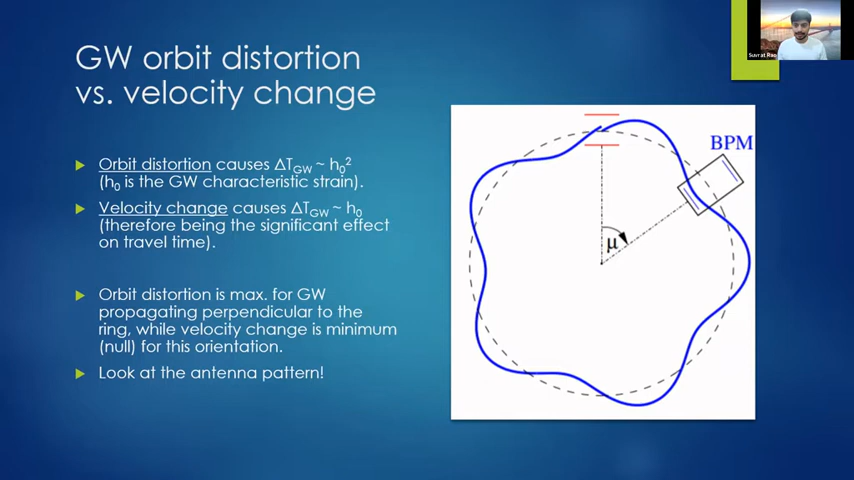 GW orbit distortion
vs. velocity change
Orbit distortion causes ΔT_GW ~ h₀²
(h₀ is the GW characteristic strain).
Velocity change causes ΔT_GW ~ h₀
(therefore being the significant effect
on travel time).
Orbit distortion is max. for GW
propagating perpendicular to the
ring, while velocity change is minimum
(null) for this orientation.
Look at the antenna pattern!
BPM
μ
Suvrat Rao